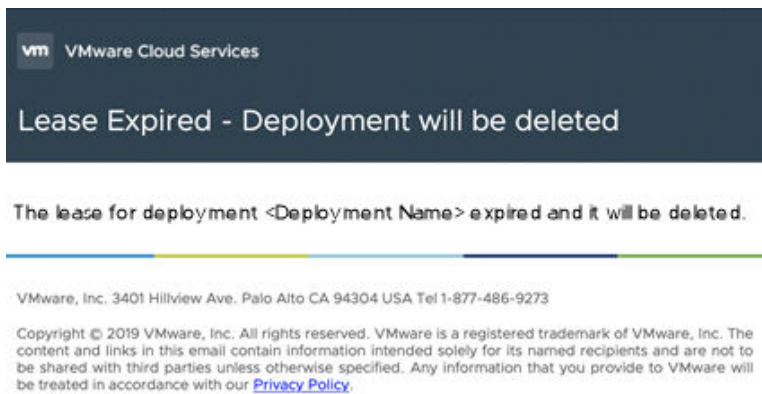 vm VMware Cloud Services
Lease Expired - Deployment will be deleted
The lease for deployment <Deployment Name> expired and it will be deleted.
VMware, Inc. 3401 Hillview Ave. Palo Alto CA 94304 USA Tel 1-877-486-9273
Copyright © 2019 VMware, Inc. All rights reserved. VMware is a registered trademark of VMware, Inc. The
content and links in this email contain information intended solely for its named recipients and are not to
be shared with third parties unless otherwise specified. Any information that you provide to VMware will
be treated in accordance with our Privacy Policy.